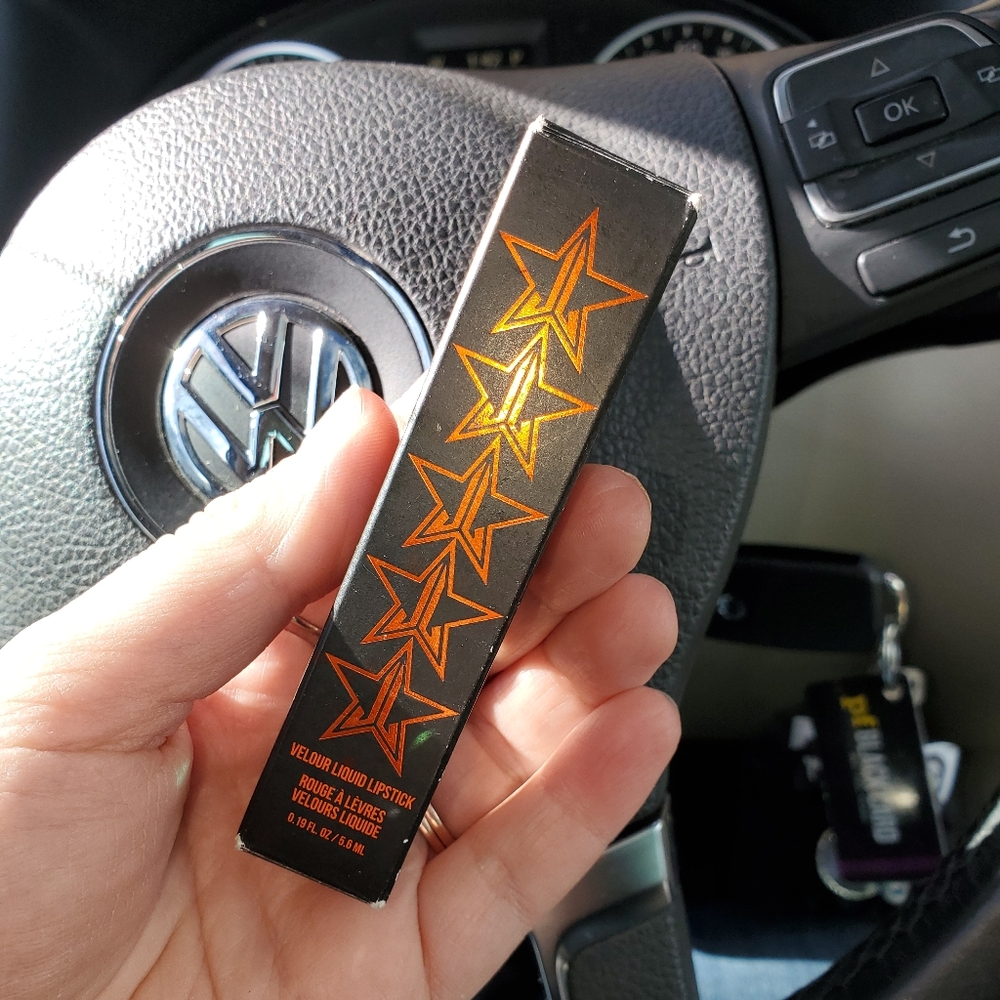 OK
VELOUR LIQUID LIPSTICK
ROUGE À LÈVRES
VELOURS LIQUIDE
0.19 FL. OZ / 5.6 ML